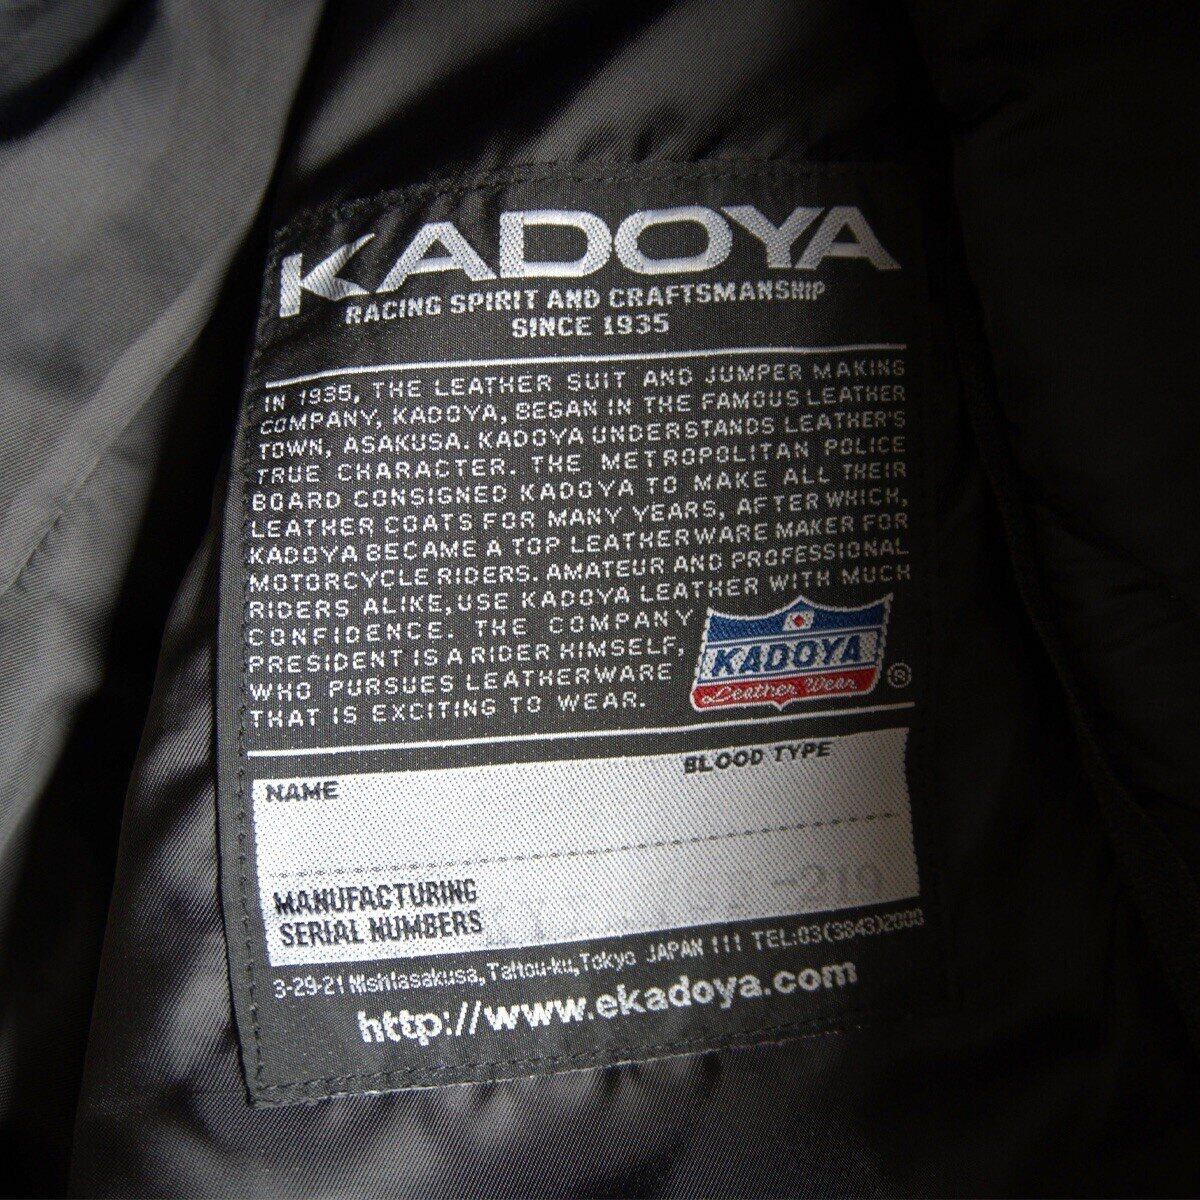 KADOYA
RACING SPIRIT AND CRAFTSMANSHIP
SINCE 1935
IN 1935, THE LEATHER SUIT AND JUMPER MAKING
COMPANY, KADOYA, BEGAN IN THE FAMOUS LEATHER
TOWN, ASAKUSA. KADOYA UNDERSTANDS LEATHER'S
TRUE CHARACTER. THE METROPOLITAN POLICE
BOARD CONSIGNED KADOYA TO MAKE ALL THEIR
LEATHER COATS FOR MANY YEARS, AFTER WHICH,
KADOYA BECAME A TOP LEATHERWARE MAKER FOR
MOTORCYCLE RIDERS. AMATEUR AND PROFESSIONAL
RIDERS ALIKE, USE KADOYA LEATHER WITH MUCH
CONFIDENCE. THE COMPANY
PRESIDENT IS A RIDER HIMSELF,
WHO PURSUES LEATHERWARE
THAT IS EXCITING TO WEAR.
KADOYA
Leather Wear
NAME
BLOOD TYPE
MANUFACTURING
SERIAL NUMBERS
3-29-21 Nishiasakusa, Taitou-ku, Tokyo JAPAN 111 TEL:03(3843)2000
http://www.ekadoya.com